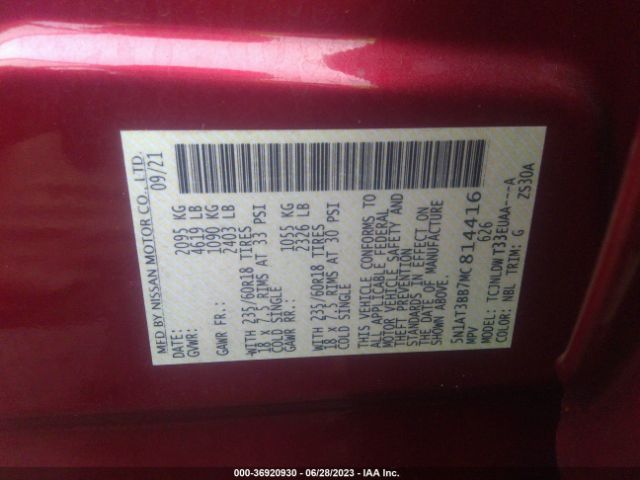 MFD BY NISSAN MOTOR CO., LTD.
09/21
GVWR: 2095 KG
4619 LB
GAWR FR: 1090 KG
2403 LB
WITH 235/60R18 TIRES
18 X 7.5 RIMS AT 33 PSI
COLD SINGLE
GAWR RR: 1055 KG
2326 LB
WITH 235/60R18 TIRES
18 X 7.5 RIMS AT 30 PSI
COLD SINGLE
THIS VEHICLE CONFORMS TO
ALL APPLICABLE FEDERAL
MOTOR VEHICLE SAFETY AND
THEFT PREVENTION
STANDARDS IN EFFECT ON
THE DATE OF MANUFACTURE
SHOWN ABOVE.
5N1AT3BB7MC814416
MPV 626
MODEL: TCJNLDWT33EUAA---A
COLOR: NBL TRIM: G ZS30A
000-36920930 - 06/28/2023 - IAA Inc.